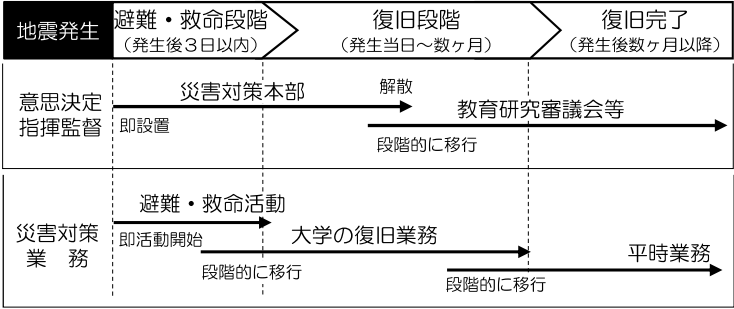 地震発生
避難・救命段階
（発生後３日以内）
復旧段階
（発生当日～数ヶ月）
復旧完了
（発生後数ヶ月以降）
意思決定
指揮監督
災害対策本部
解散
即設置
教育研究審議会等
段階的に移行
災害対策
業　務
避難・救命活動
即活動開始
大学の復旧業務
段階的に移行
平時業務
段階的に移行